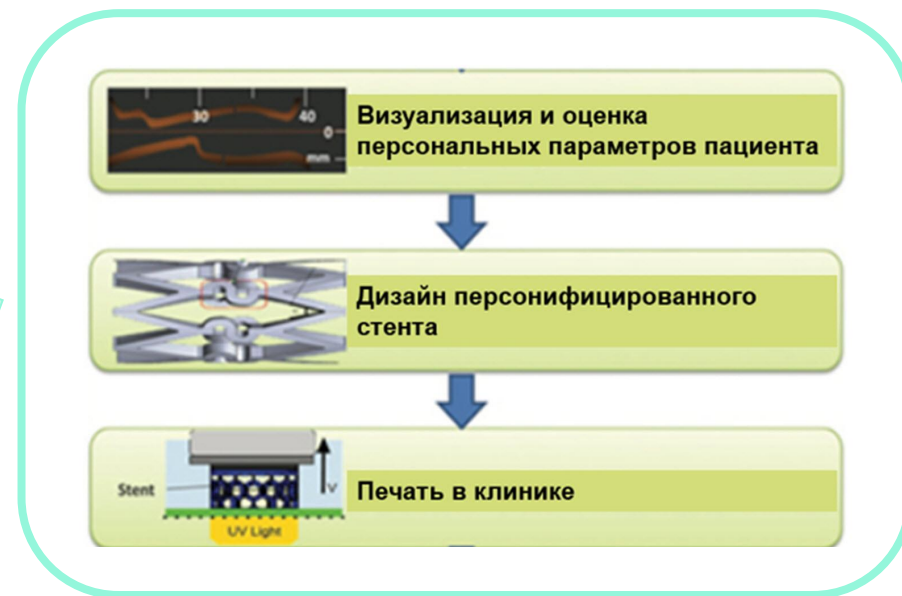 30
40
0
mm
Визуализация и оценка
персональных параметров пациента
Дизайн персонифицированного
стента
Stent
V
UV Light
Печать в клинике